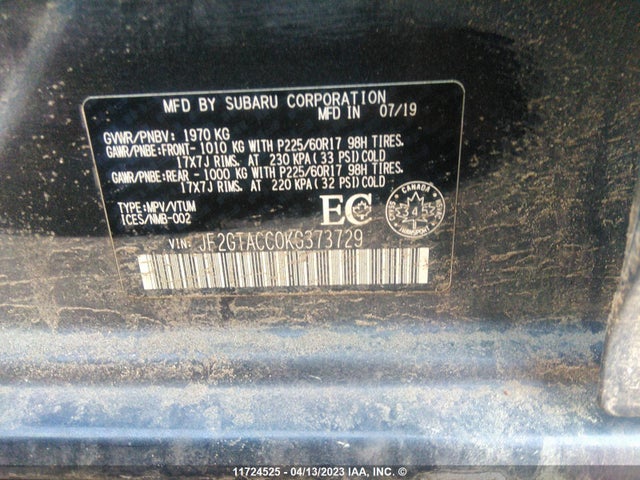 MFD BY SUBARU CORPORATION
MFD IN 07/19
GVWR/PNBV: 1970 KG
GAWR/PNBE:FRONT- 1010 KG WITH P225/60R17 98H TIRES.
17X7J RIMS. AT 230 KPA(33 PSI)COLD
GAWR/PNBE:REAR - 1000 KG WITH P225/60R17 98H TIRES.
17X7J RIMS. AT 220 KPA(32 PSI)COLD
TYPE:MPV/VTUM
ICES/NMB-002
EC
CANADA
345
TRANSPORT
VIN: JF2GTACC0KG373729
11724525 - 04/13/2023 IAA, INC. ©